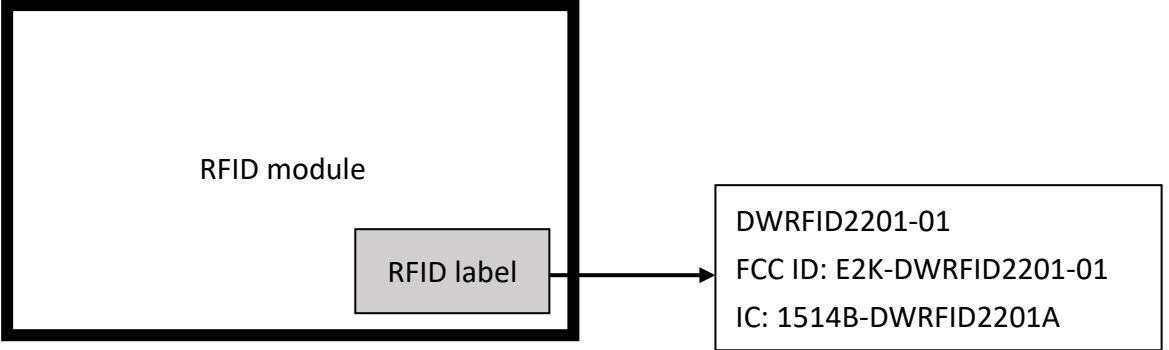 RFID module
RFID label
DWRFID2201-01
FCC ID: E2K-DWRFID2201-01
IC: 1514B-DWRFID2201A